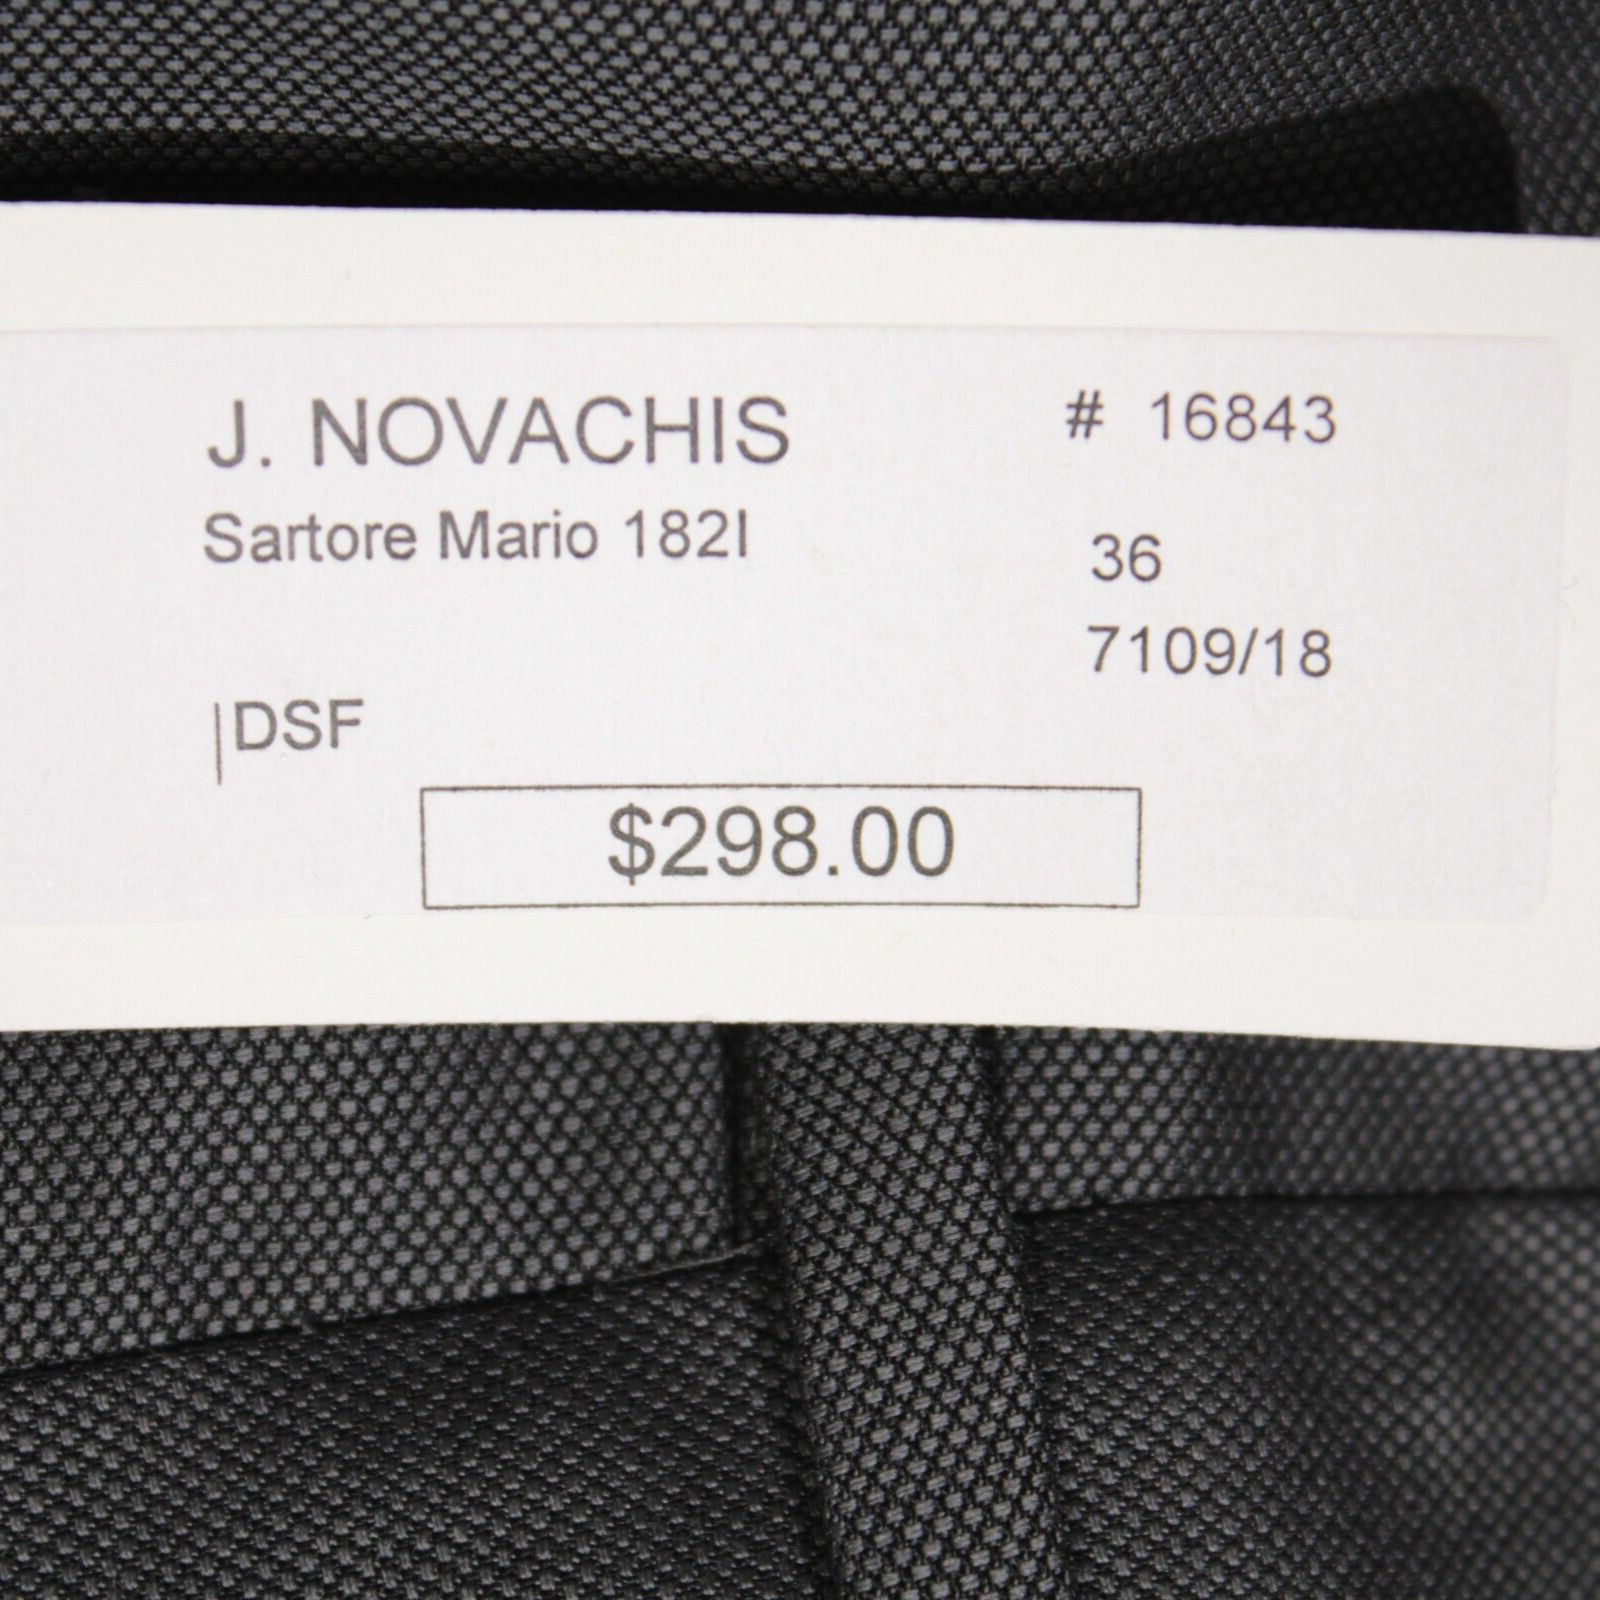 J. NOVACHIS # 16843
Sartore Mario 182I 36
7109/18
|DSF
$298.00